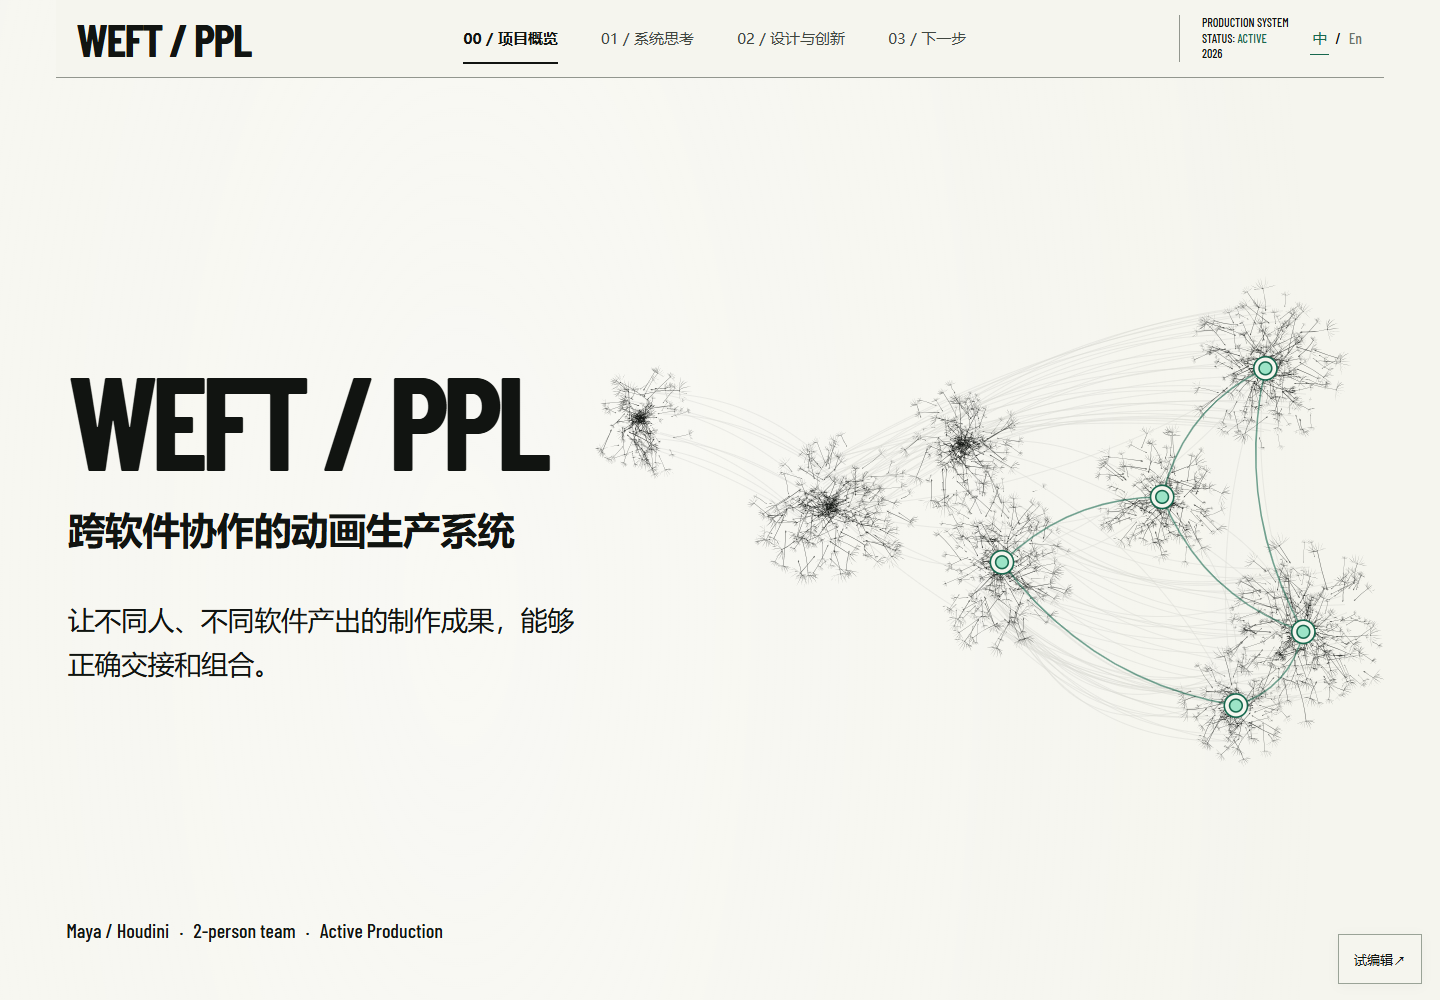 WEFT / PPL
00 / 项目概览
01 / 系统思考
02 / 设计与创新
03 / 下一步
PRODUCTION SYSTEM
STATUS: ACTIVE
2026
中 / En
WEFT / PPL
跨软件协作的动画生产系统
让不同人、不同软件产出的制作成果，能够
正确交接和组合。
Maya / Houdini · 2-person team · Active Production
试编辑↗